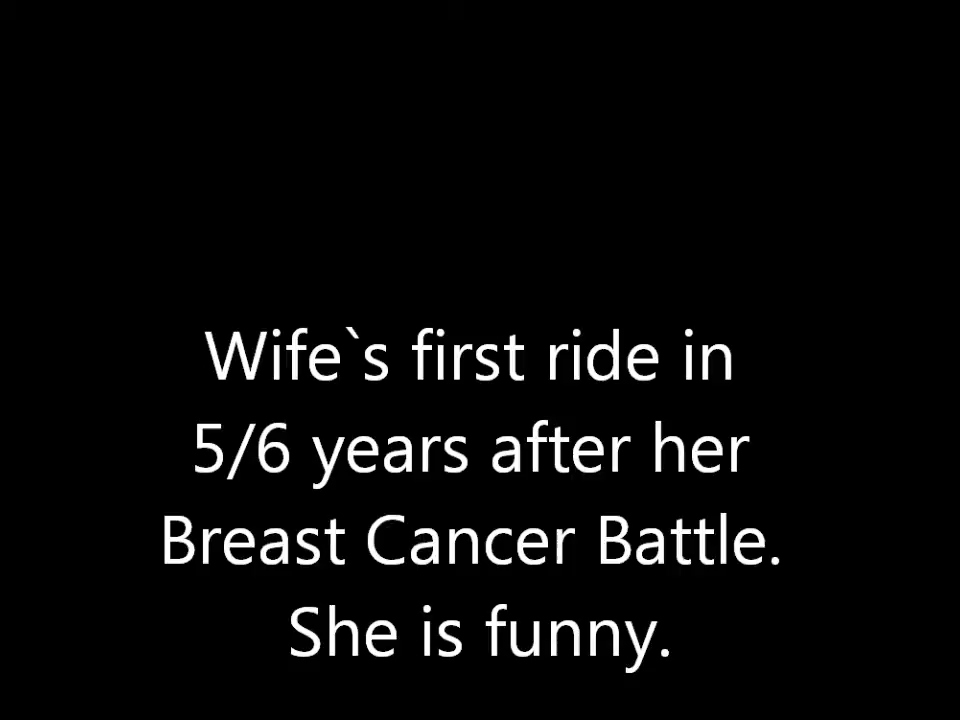 Wife`s first ride in
5/6 years after her
Breast Cancer Battle.
She is funny.